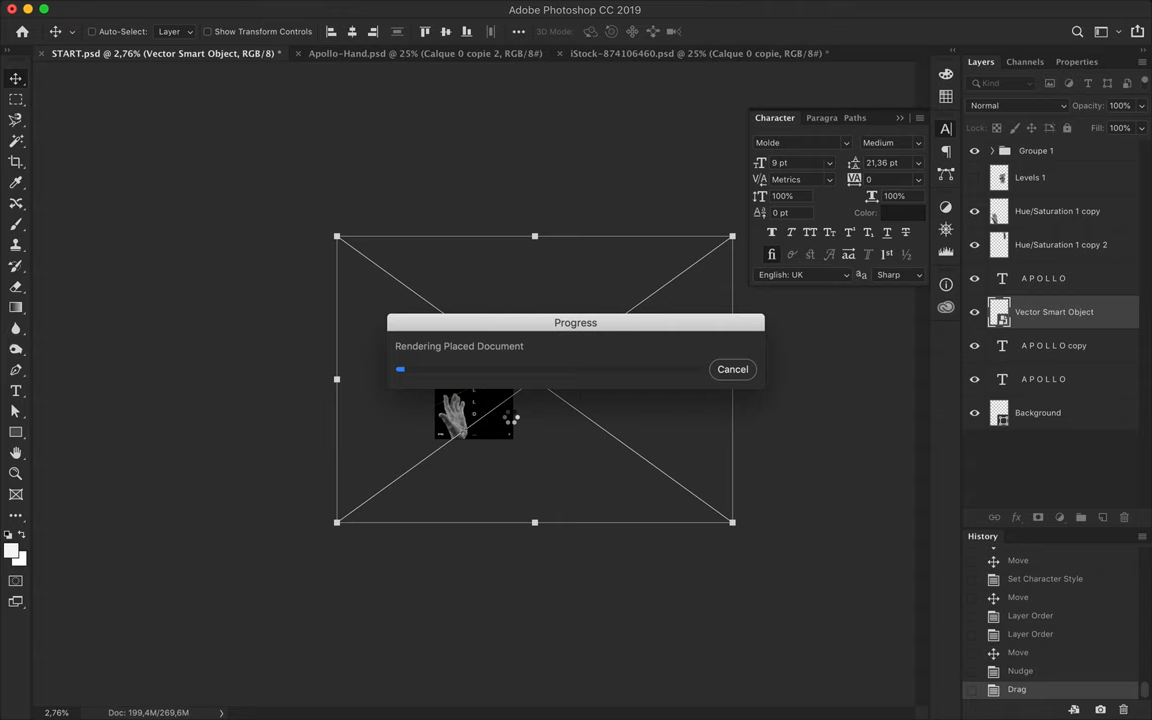 Adobe Photoshop CC 2019
Auto-Select:
Layer
Show Transform Controls
3D Mode:
START.psd @ 2,76% (Vector Smart Object, RGB/8) *
Apollo-Hand.psd @ 25% (Calque 0 copie 2, RGB/8#)
iStock-874106460.psd @ 25% (Calque 0 copie, RGB/8#) *
Layers
Channels
Properties
Kind
Normal
Opacity: 100%
Lock:
Fill: 100%
Groupe 1
Levels 1
Hue/Saturation 1 copy
Hue/Saturation 1 copy 2
A P O L L O
Vector Smart Object
A P O L L O copy
A P O L L O
Background
Character
Paragra
Paths
Molde
Medium
9 pt
21,36 pt
Metrics
0
100%
100%
0 pt
Color:
English: UK
Sharp
Progress
Rendering Placed Document
Cancel
L
L
O
History
Move
Set Character Style
Move
Layer Order
Layer Order
Move
Nudge
Drag
2,76%
Doc: 199,4M/269,6M